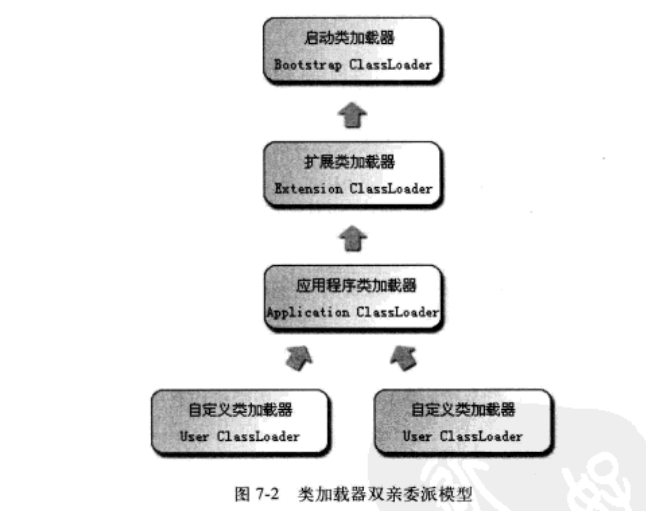 启动类加载器
Bootstrap ClassLoader
扩展类加载器
Extension ClassLoader
应用程序类加载器
Application ClassLoader
自定义类加载器
User ClassLoader
自定义类加载器
User ClassLoader
图 7-2 类加载器双亲委派模型